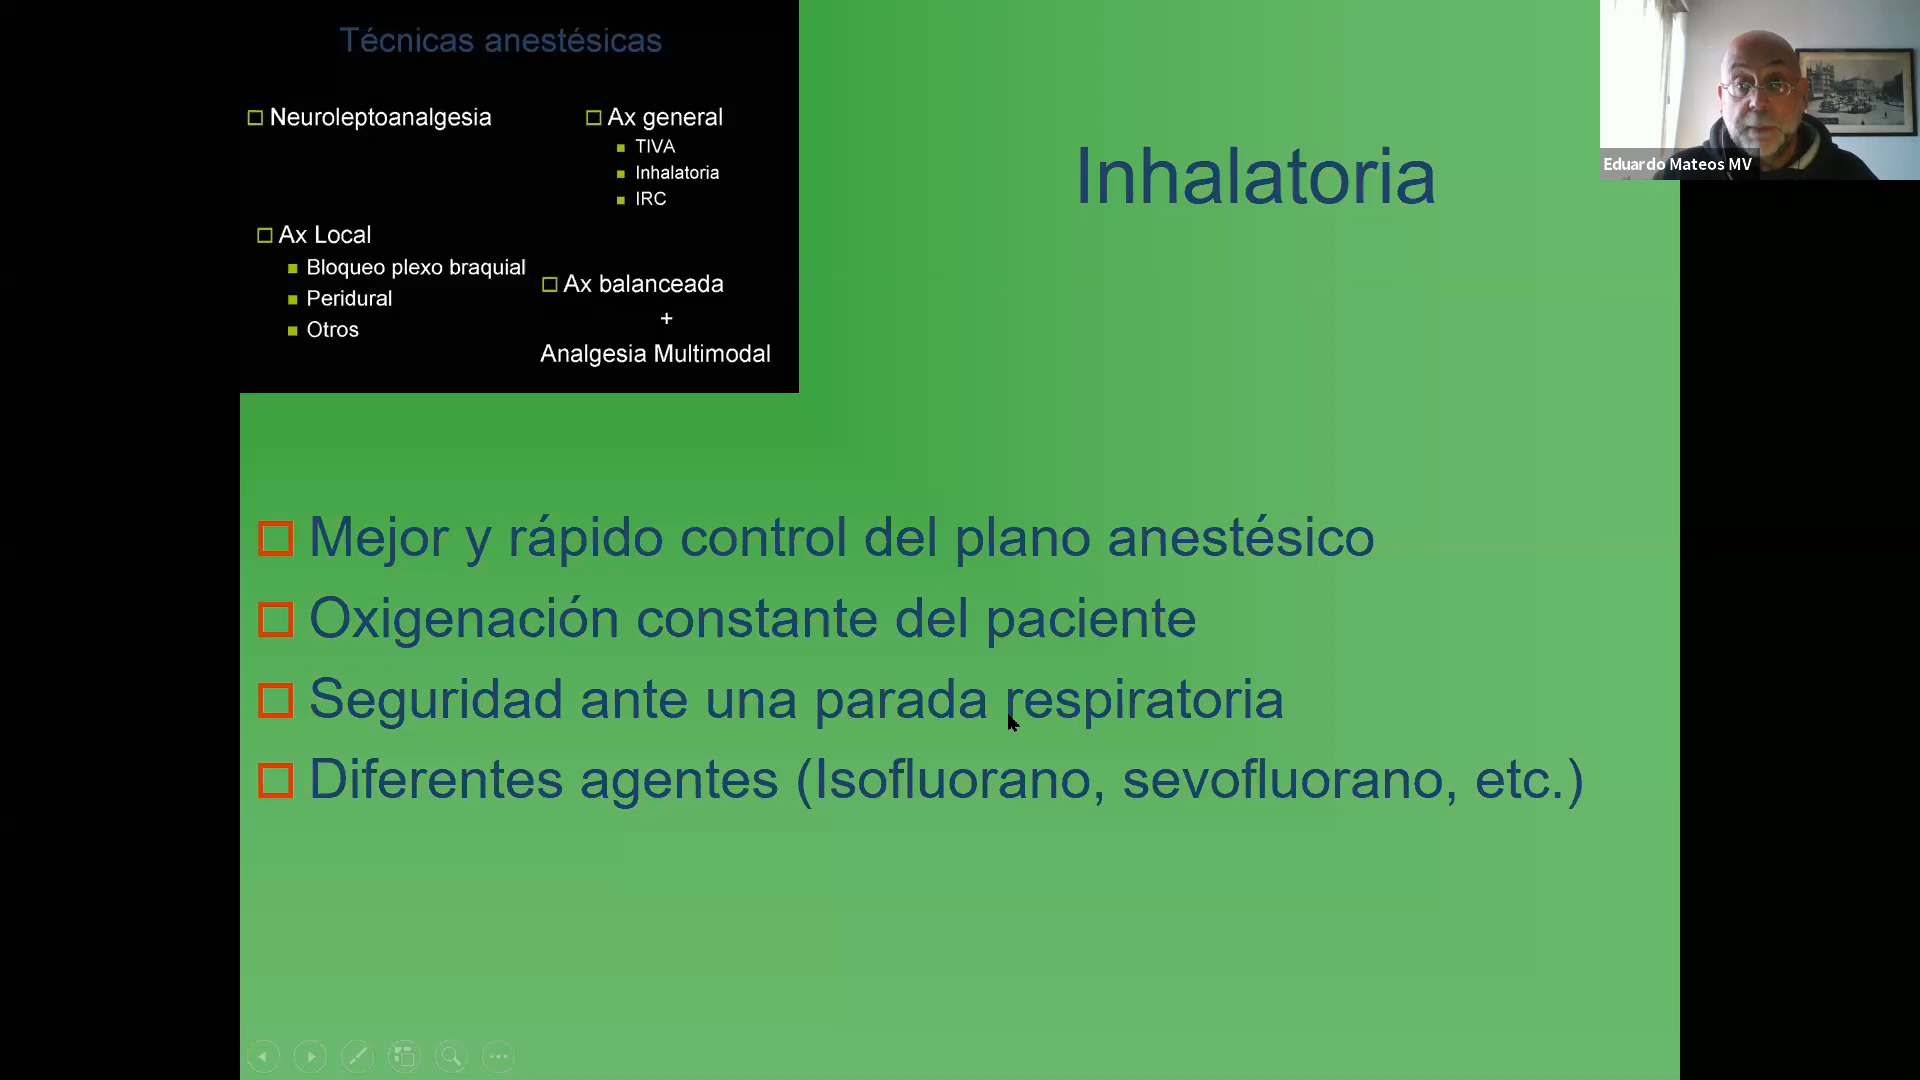 Técnicas anestésicas
Neuroleptoanalgesia
Ax general
TIVA
Inhalatoria
IRC
Ax Local
Bloqueo plexo braquial
Peridural
Otros
Ax balanceada
+
Analgesia Multimodal
Inhalatoria
Eduardo Mateos MV
Mejor y rápido control del plano anestésico
Oxigenación constante del paciente
Seguridad ante una parada respiratoria
Diferentes agentes (Isofluorano, sevofluorano, etc.)